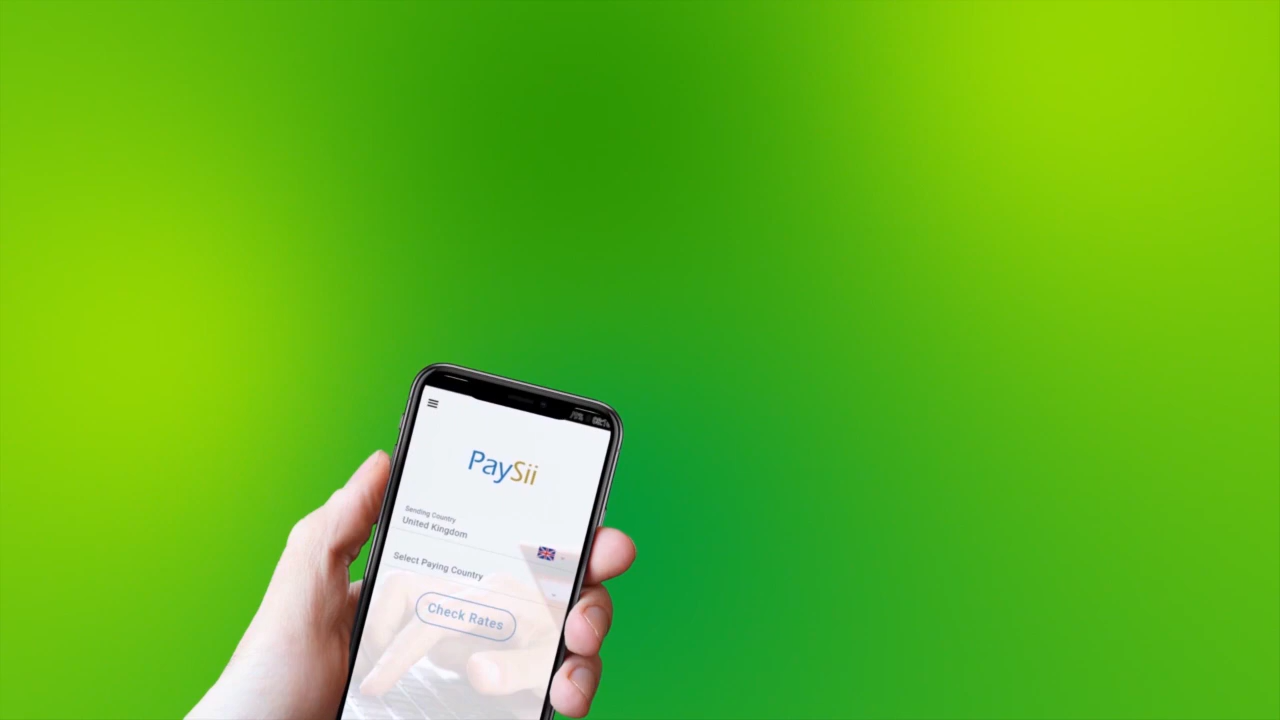 PaySii
Sending Country
United Kingdom
Select Paying Country
Check Rates